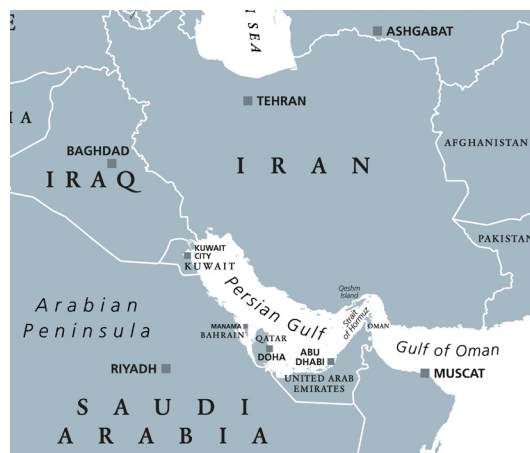 E
I SEA
ASHGABAT
TEHRAN
I A
BAGHDAD
IRAQ
IRAN
AFGHANISTAN
PAKISTAN
KUWAIT
CITY
KUWAIT
Qeshm
Island
Persian Gulf
Strait
of Hormuz
Arabian
Peninsula
MANAMA
BAHRAIN
QATAR
DOHA
ABU
DHABI
OMAN
Gulf of Oman
RIYADH
UNITED ARAB
EMIRATES
MUSCAT
SAUDI
ARABIA